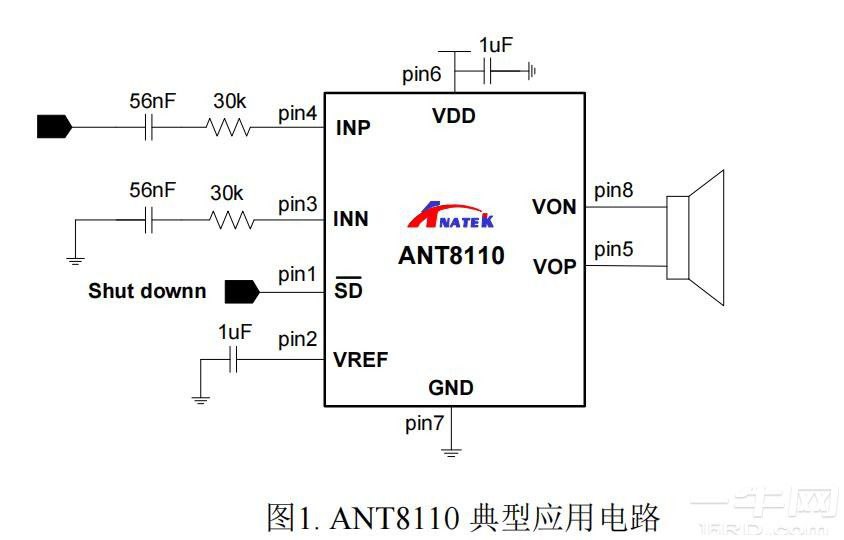 1uF
pin6
VDD
56nF
30k
pin4
INP
56nF
30k
pin3
INN
ANATEK
ANT8110
VON
pin8
VOP
pin5
Shut downn
pin1
SD
1uF
pin2
VREF
GND
pin7
图1. ANT8110 典型应用电路
一牛网
16RD.com